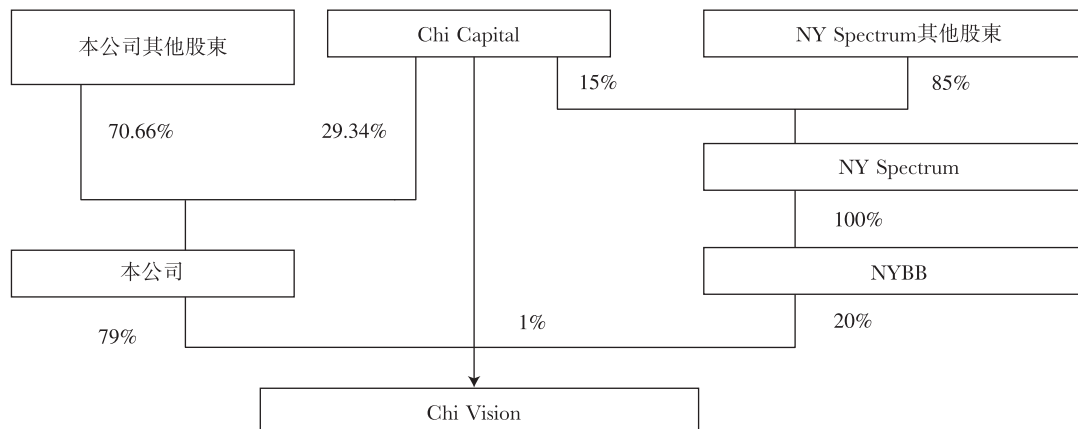 本公司其他股東
Chi Capital
NY Spectrum其他股東
15%
85%
70.66%
29.34%
NY Spectrum
100%
本公司
NYBB
79%
1%
20%
Chi Vision